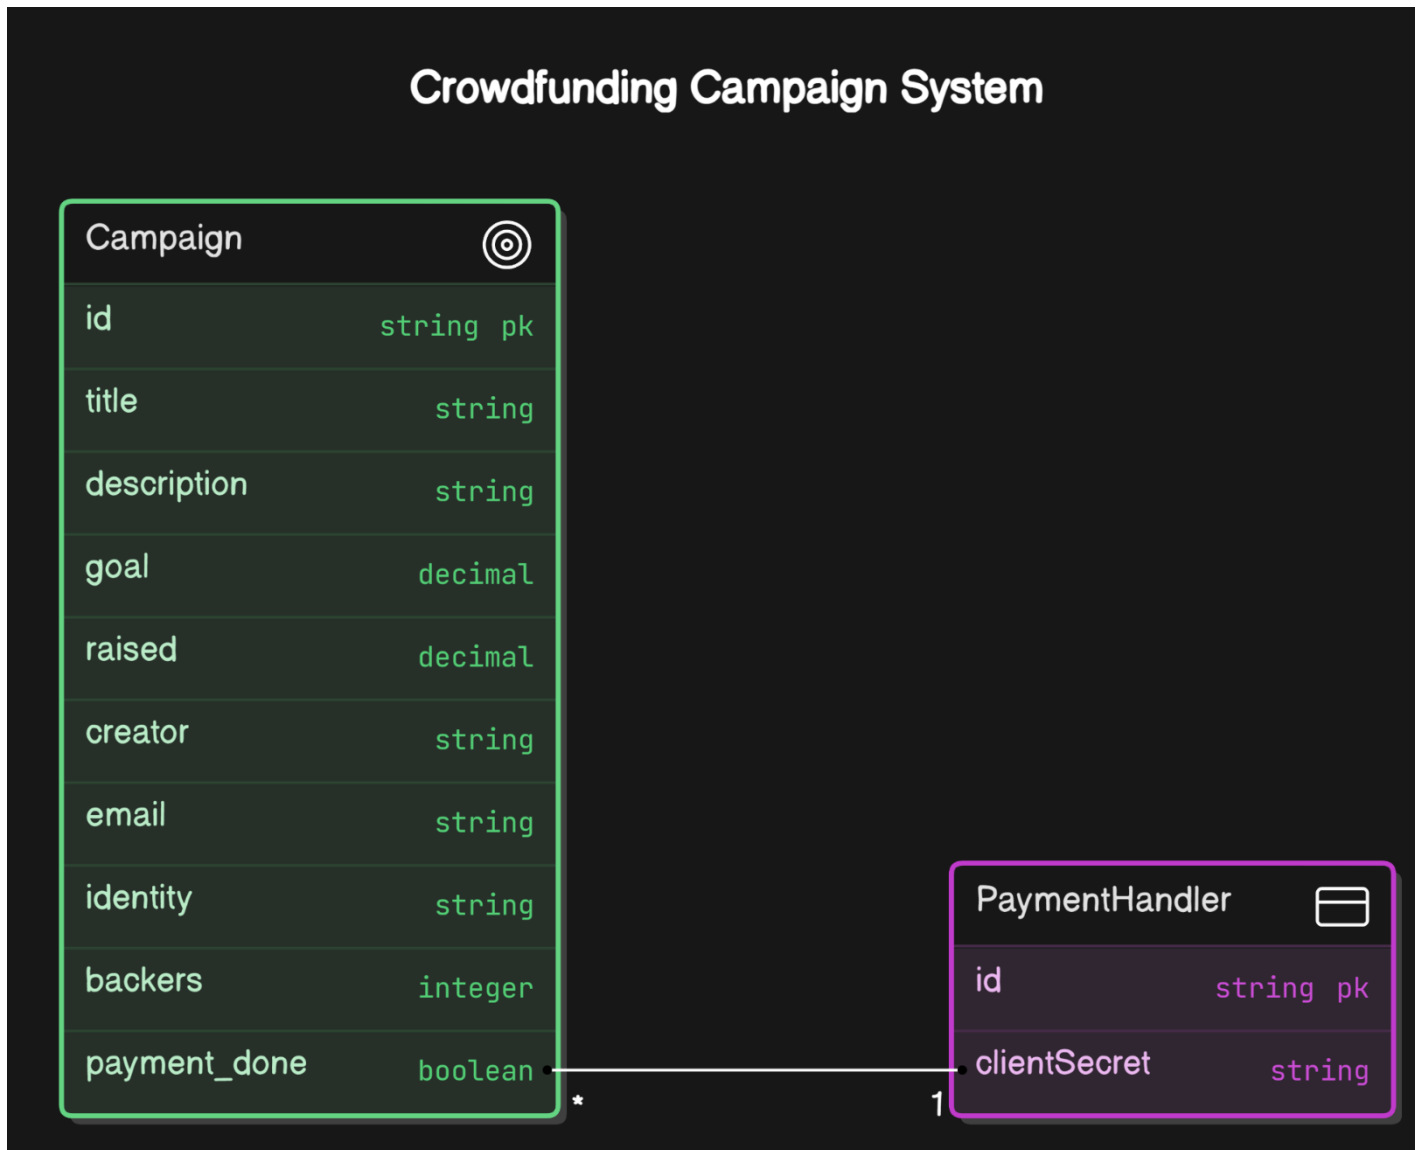 Crowdfunding Campaign System
Campaign
id string pk
title string
description string
goal decimal
raised decimal
creator string
email string
identity string
backers integer
payment_done boolean
* 1
PaymentHandler
id string pk
clientSecret string